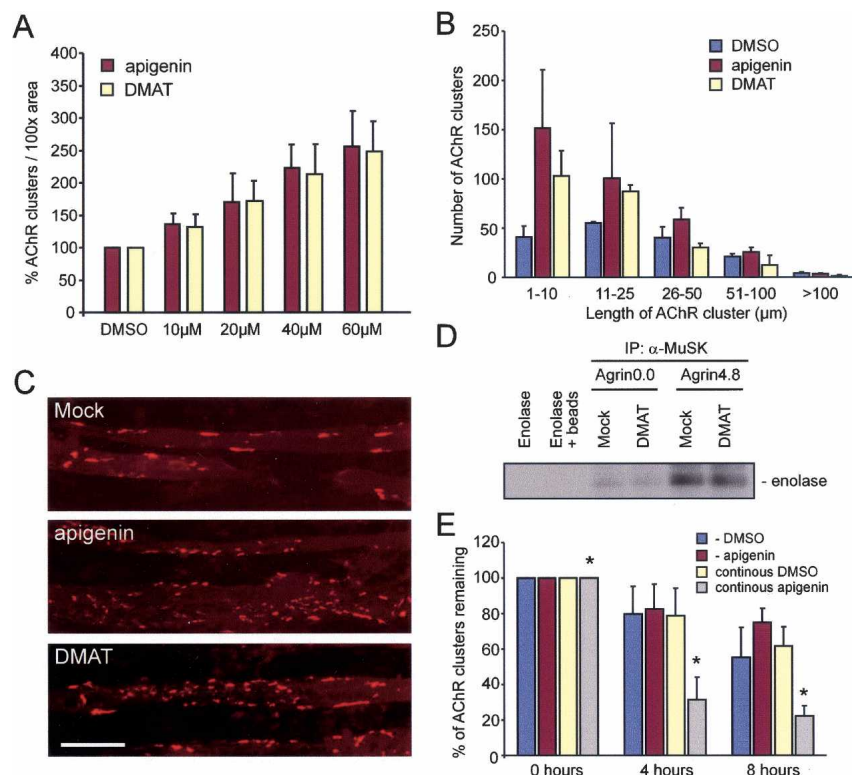 A
% AChR clusters / 100x area
400
350
300
250
200
150
100
50
0
apigenin
DMAT
DMSO 10µM 20µM 40µM 60µM
B
Number of AChR clusters
250
200
150
100
50
0
DMSO
apigenin
DMAT
1-10 11-25 26-50 51-100 >100
Length of AChR cluster (µm)
C
Mock
apigenin
DMAT
D
IP: α-MuSK
Agrin0.0 Agrin4.8
Enolase
Enolase
+ beads
Mock
DMAT
Mock
DMAT
- enolase
E
% of AChR clusters remaining
120
100
80
60
40
20
0
- DMSO
- apigenin
continous DMSO
continous apigenin
*
*
*
0 hours 4 hours 8 hours